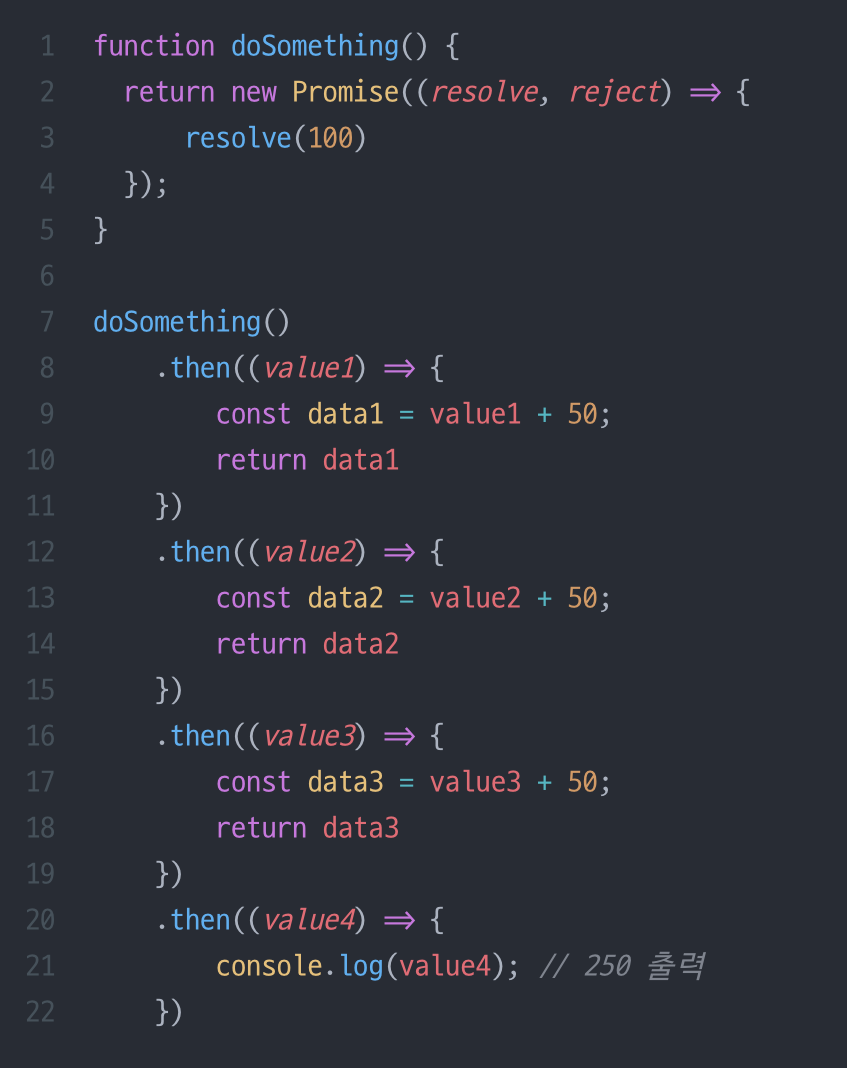 1 function doSomething() {
2   return new Promise((resolve, reject) => {
3       resolve(100)
4   });
5 }
6
7 doSomething()
8     .then((value1) => {
9         const data1 = value1 + 50;
10         return data1
11     })
12     .then((value2) => {
13         const data2 = value2 + 50;
14         return data2
15     })
16     .then((value3) => {
17         const data3 = value3 + 50;
18         return data3
19     })
20     .then((value4) => {
21         console.log(value4); // 250 출력
22     })